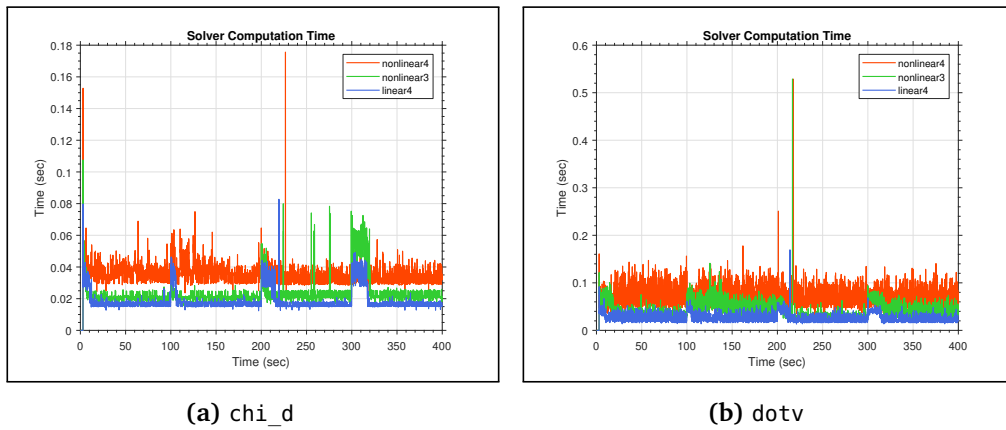 Solver Computation Time
0.18
0.16
0.14
0.12
0.1
0.08
0.06
0.04
0.02
0
Time (sec)
nonlinear4
nonlinear3
linear4
0 50 100 150 200 250 300 350 400
Time (sec)
(a) chi_d
Solver Computation Time
0.6
0.5
0.4
0.3
0.2
0.1
0
Time (sec)
nonlinear4
nonlinear3
linear4
0 50 100 150 200 250 300 350 400
Time (sec)
(b) dotv